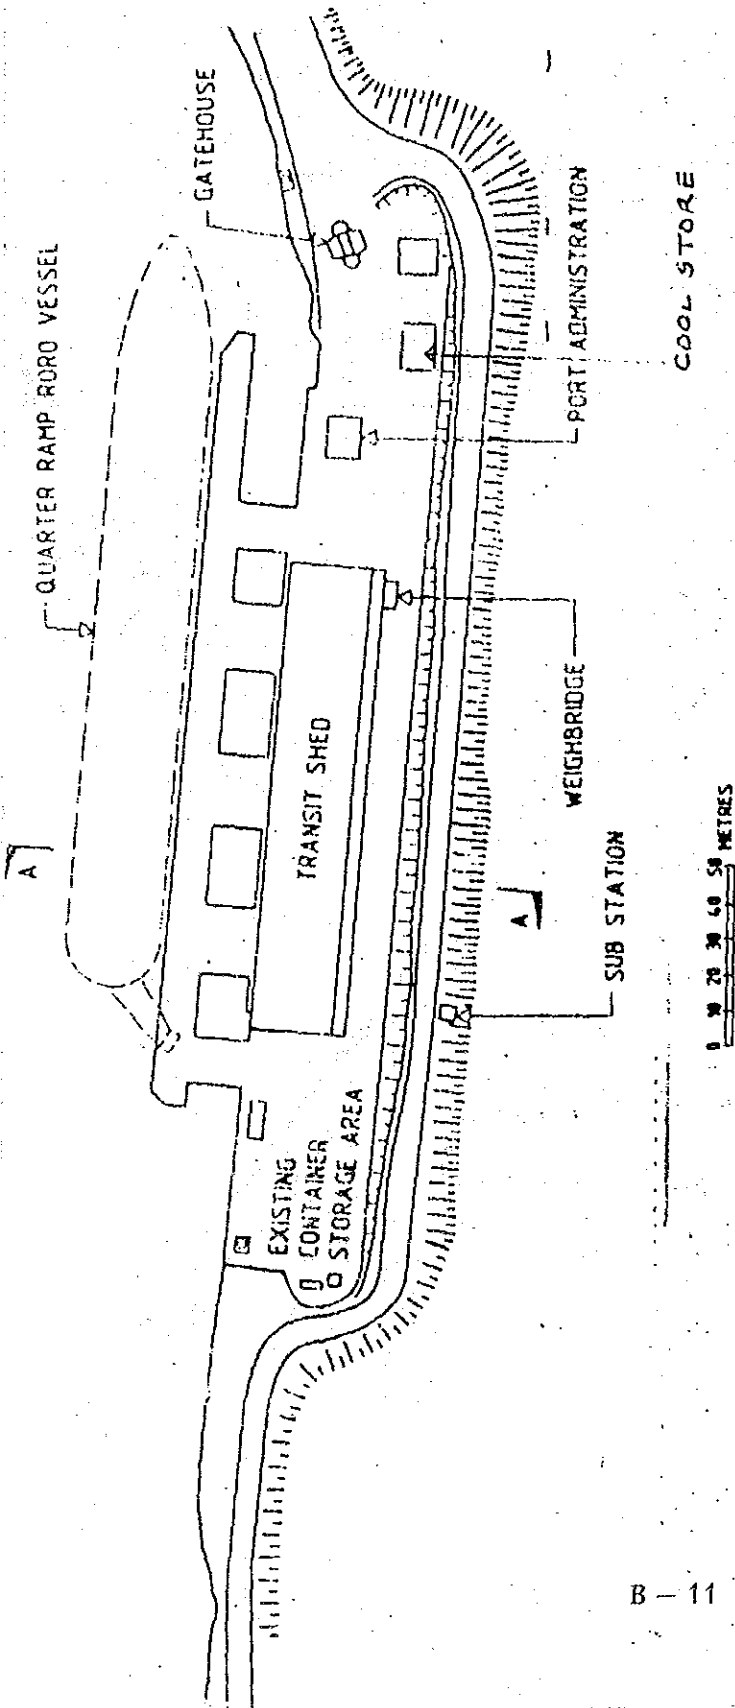 QUARTER RAMP RORO VESSEL
GATEHOUSE
A
TRANSIT SHED
PORT ADMINISTRATION
COOL STORE
WEIGHBRIDGE
A
SUB STATION
EXISTING
CONTAINER
STORAGE AREA
0 10 20 30 40 50 METRES
B - 11